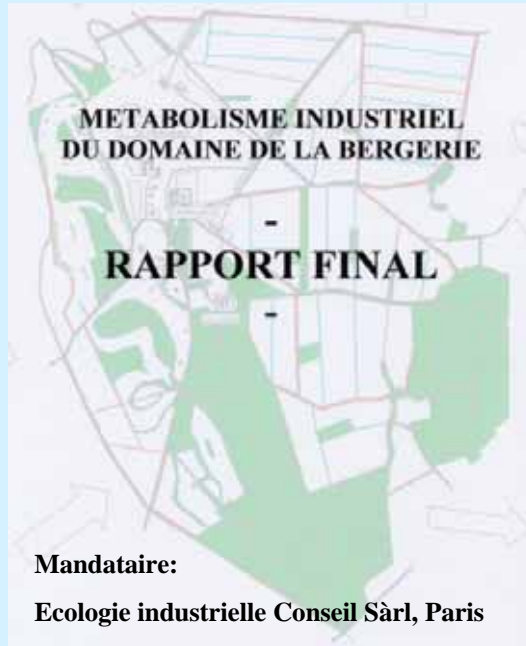 METABOLISME INDUSTRIEL
DU DOMAINE DE LA BERGERIE
-
RAPPORT FINAL
-
Mandataire:
Ecologie industrielle Conseil Sàrl, Paris